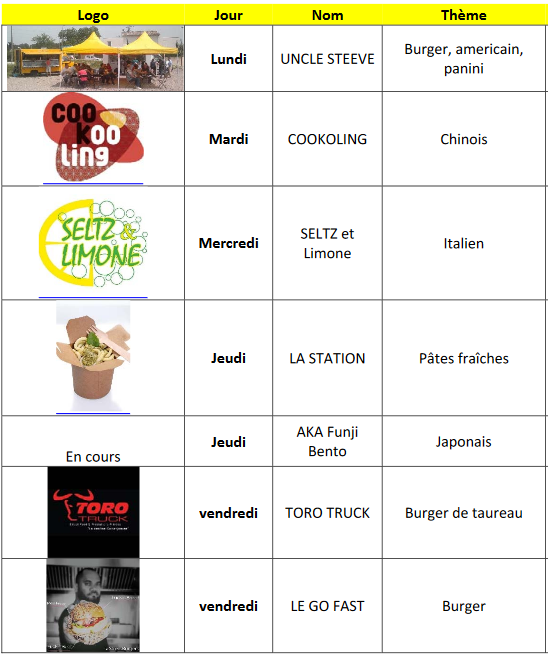 Logo Jour Nom Thème
Lundi UNCLE STEEVE Burger, americain,
panini
COO
KOO
ling
Mardi COOKOLING Chinois
SELTZ &
LIMONE
Mercredi SELTZ et
Limone
Italien
Jeudi LA STATION Pâtes fraîches
En cours
Jeudi AKA Funji
Bento
Japonais
TORO
TRUCK
vendredi TORO TRUCK Burger de taureau
vendredi LE GO FAST Burger